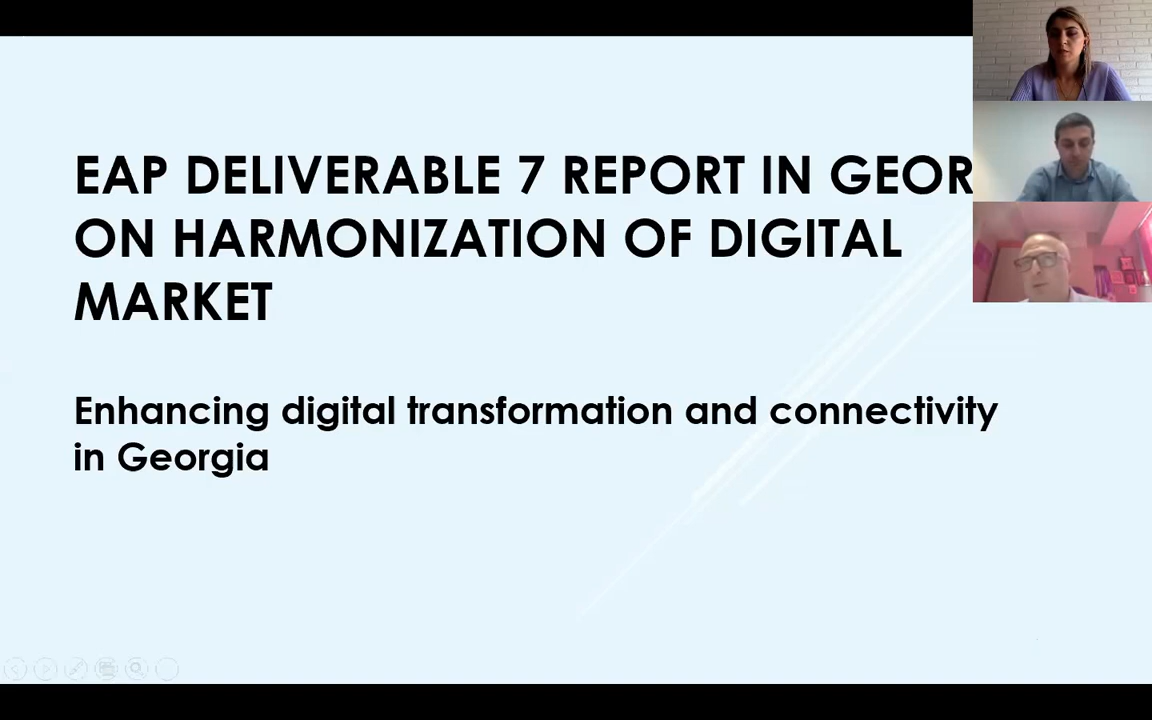 EAP DELIVERABLE 7 REPORT IN GEOR
ON HARMONIZATION OF DIGITAL
MARKET
Enhancing digital transformation and connectivity
in Georgia